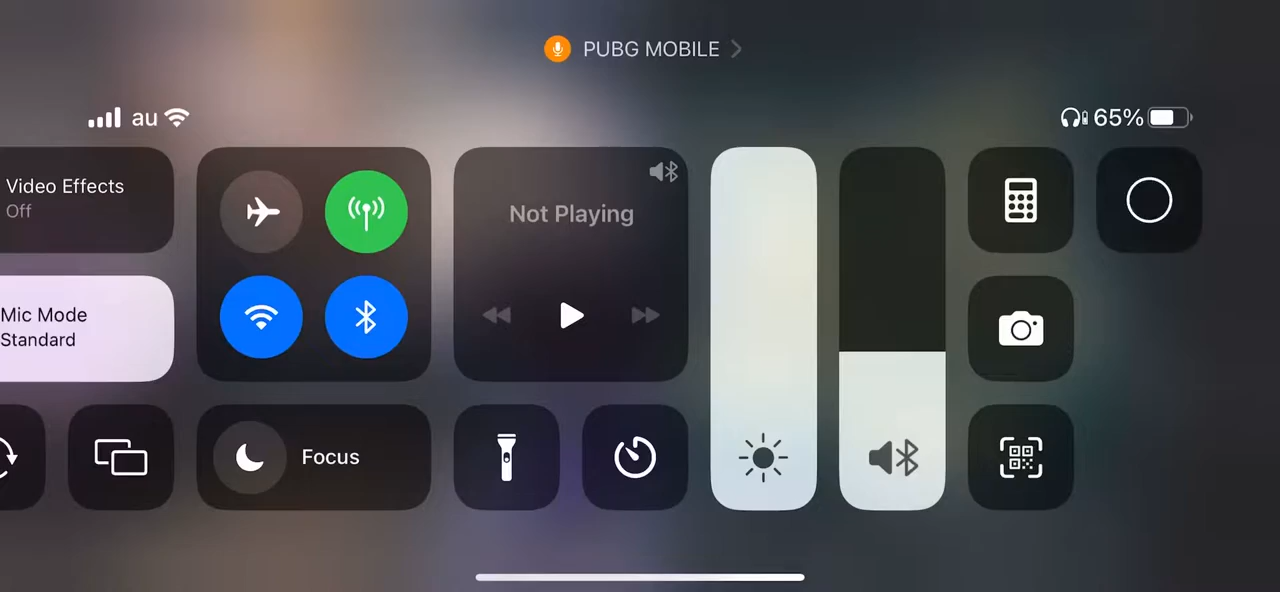 PUBG MOBILE
au
65%
Video Effects
Off
Not Playing
Mic Mode
Standard
Focus